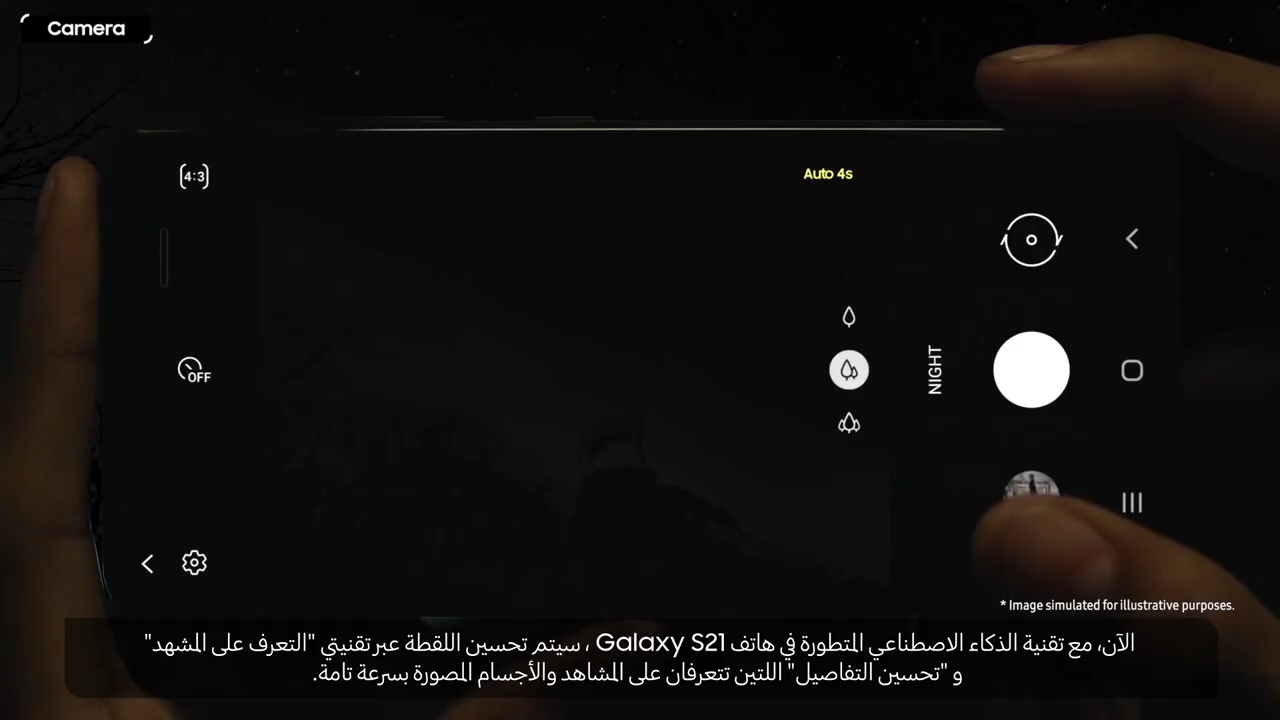 Camera
4:3
Auto 4s
OFF
NIGHT
* Image simulated for illustrative purposes.
الآن، مع تقنية الذكاء الاصطناعي المتطورة في هاتف Galaxy S21 ، سيتم تحسين اللقطة عبر تقنيتي "التعرف على المشهد"
و "تحسين التفاصيل" اللتين تتعرفان على المشاهد والأجسام المصورة بسرعة تامة.